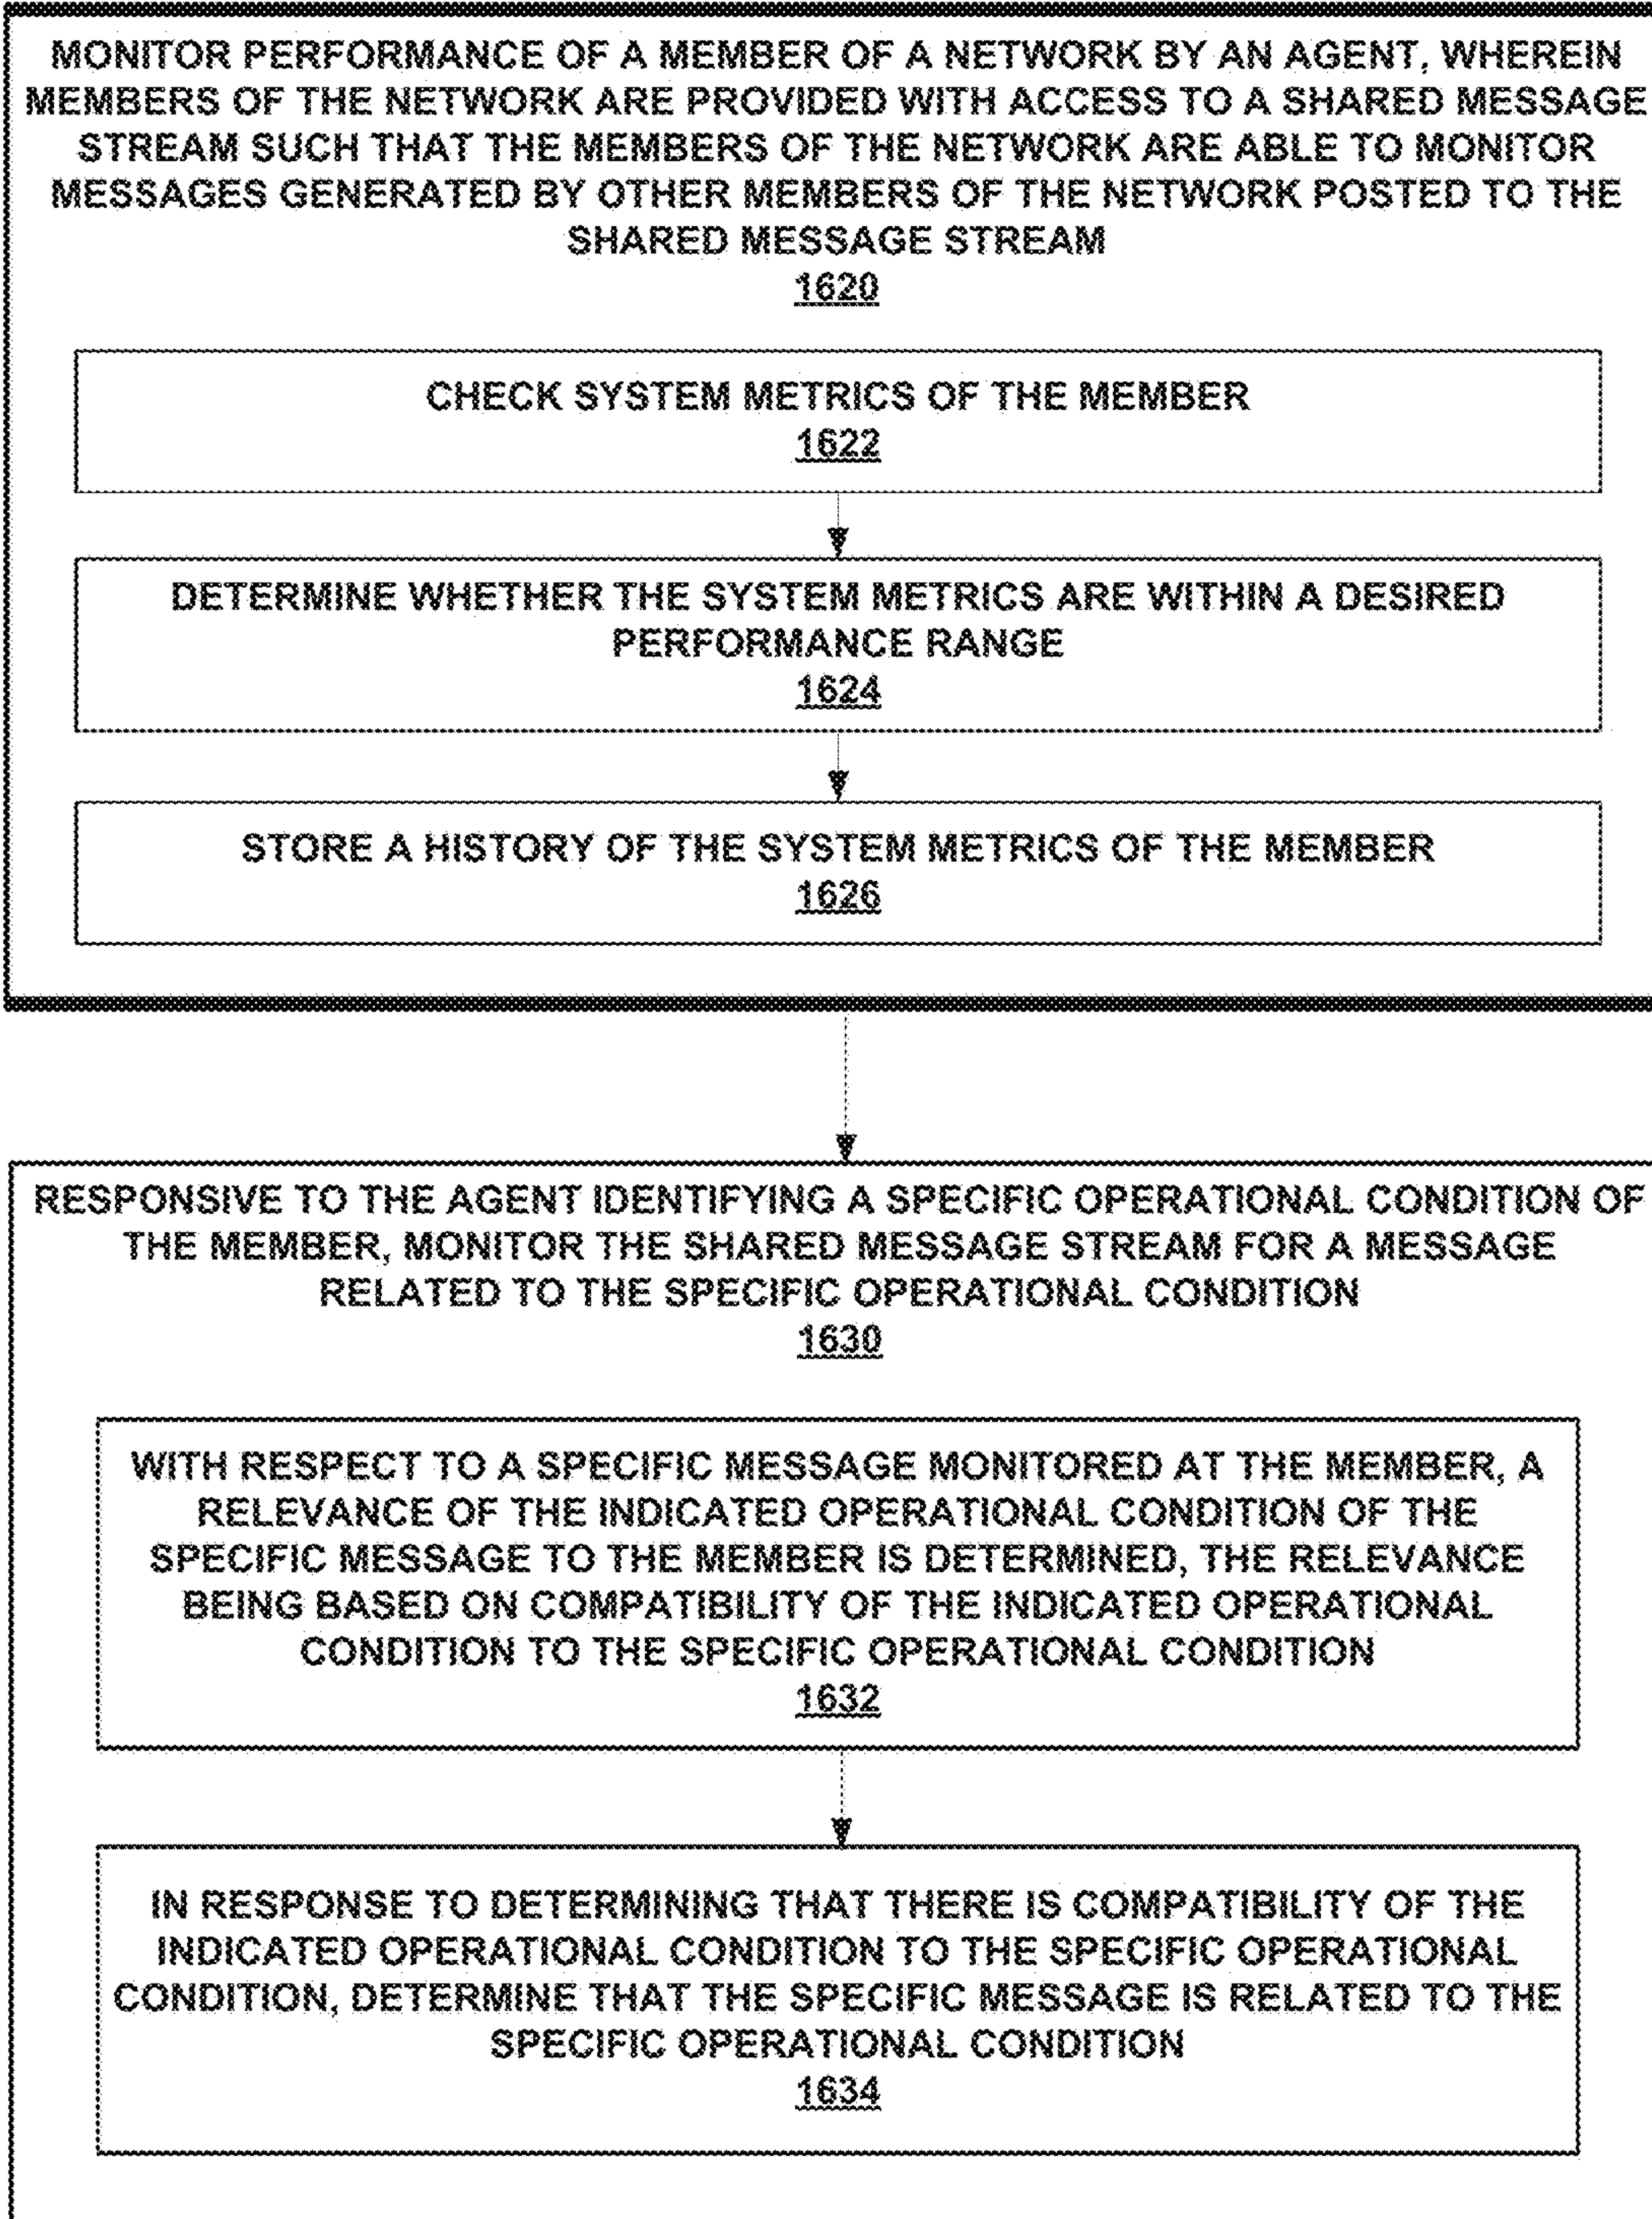 MONITOR PERFORMANCE OF A MEMBER OF A NETWORK BY AN AGENT, WHEREIN
MEMBERS OF THE NETWORK ARE PROVIDED WITH ACCESS TO A SHARED MESSAGE
STREAM SUCH THAT THE MEMBERS OF THE NETWORK ARE ABLE TO MONITOR
MESSAGES GENERATED BY OTHER MEMBERS OF THE NETWORK POSTED TO THE
SHARED MESSAGE STREAM
1620
CHECK SYSTEM METRICS OF THE MEMBER
1622
DETERMINE WHETHER THE SYSTEM METRICS ARE WITHIN A DESIRED
PERFORMANCE RANGE
1624
STORE A HISTORY OF THE SYSTEM METRICS OF THE MEMBER
1626
RESPONSIVE TO THE AGENT IDENTIFYING A SPECIFIC OPERATIONAL CONDITION OF
THE MEMBER, MONITOR THE SHARED MESSAGE STREAM FOR A MESSAGE
RELATED TO THE SPECIFIC OPERATIONAL CONDITION
1630
WITH RESPECT TO A SPECIFIC MESSAGE MONITORED AT THE MEMBER, A
RELEVANCE OF THE INDICATED OPERATIONAL CONDITION OF THE
SPECIFIC MESSAGE TO THE MEMBER IS DETERMINED, THE RELEVANCE
BEING BASED ON COMPATIBILITY OF THE INDICATED OPERATIONAL
CONDITION TO THE SPECIFIC OPERATIONAL CONDITION
1632
IN RESPONSE TO DETERMINING THAT THERE IS COMPATIBILITY OF THE
INDICATED OPERATIONAL CONDITION TO THE SPECIFIC OPERATIONAL
CONDITION, DETERMINE THAT THE SPECIFIC MESSAGE IS RELATED TO THE
SPECIFIC OPERATIONAL CONDITION
1634